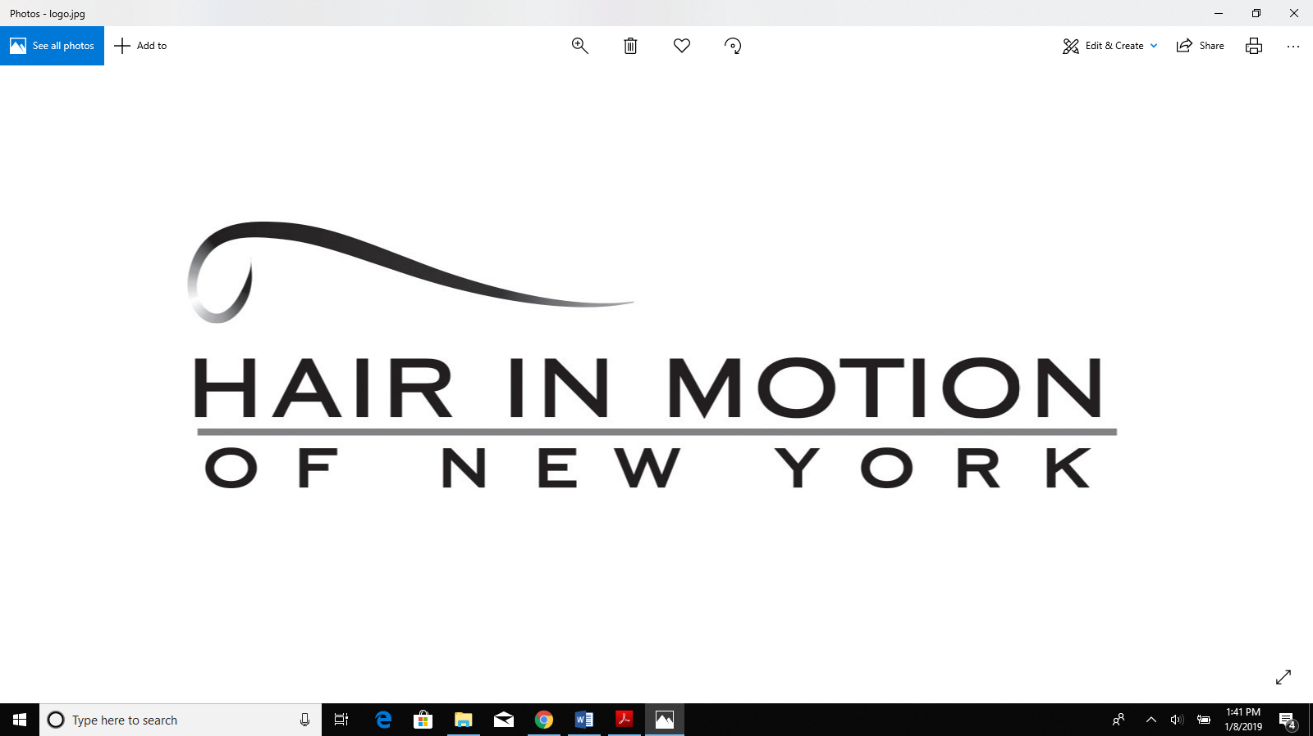 Photos - logo.jpg
See all photos
Add to
Edit & Create
Share
HAIR IN MOTION
OF NEW YORK
Type here to search
1:41 PM
1/8/2019
4